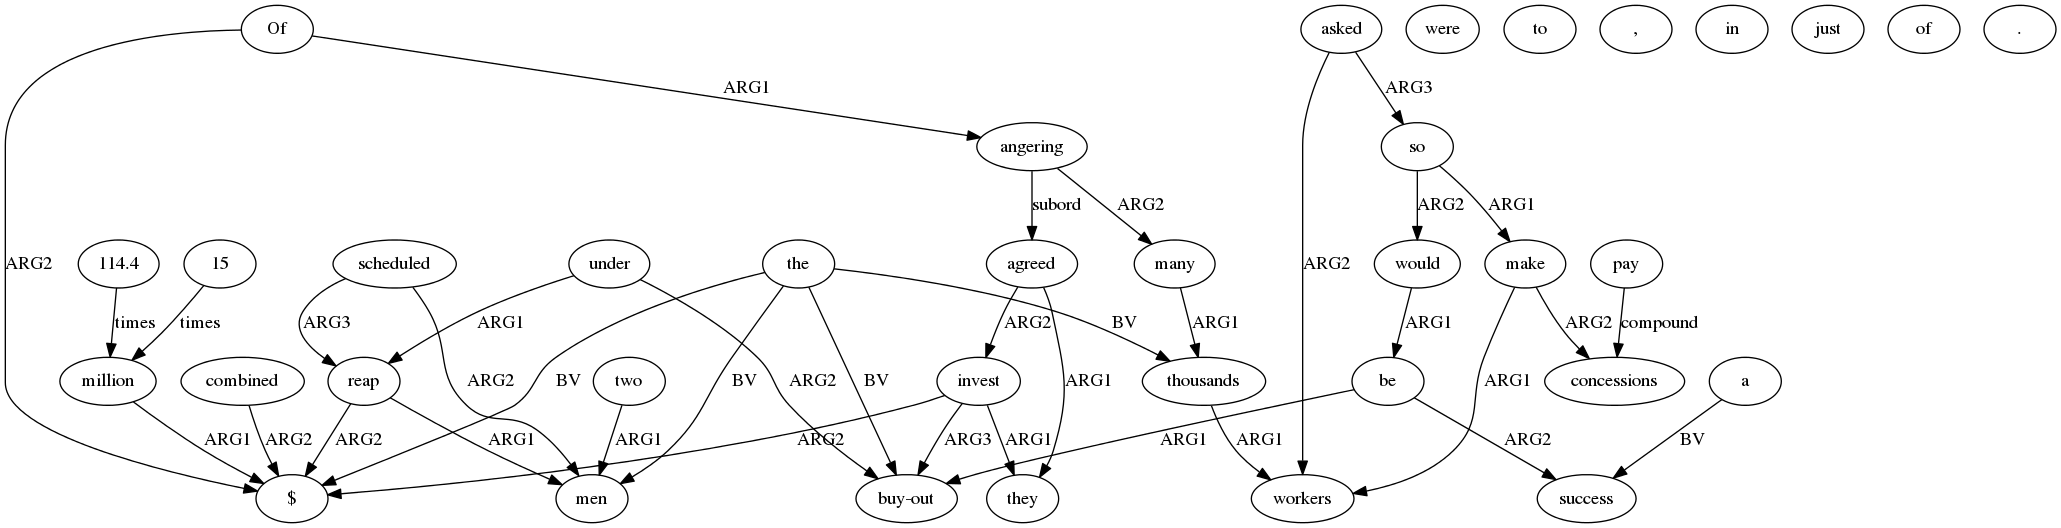 Of asked were to , in just of .
ARG1 ARG3
angering so
subord ARG2 ARG2 ARG1
ARG2 114.4 15 scheduled under the agreed many ARG2 would make pay
times times ARG3 ARG1 BV ARG2 ARG1 ARG1 ARG2 compound
million combined reap ARG2 two BV BV ARG2 BV invest ARG1 thousands be ARG1 concessions a
ARG1 ARG2 ARG2 ARG1 ARG1 ARG2 ARG3 ARG1 ARG1 ARG1 ARG2 BV
$ men buy-out they workers success